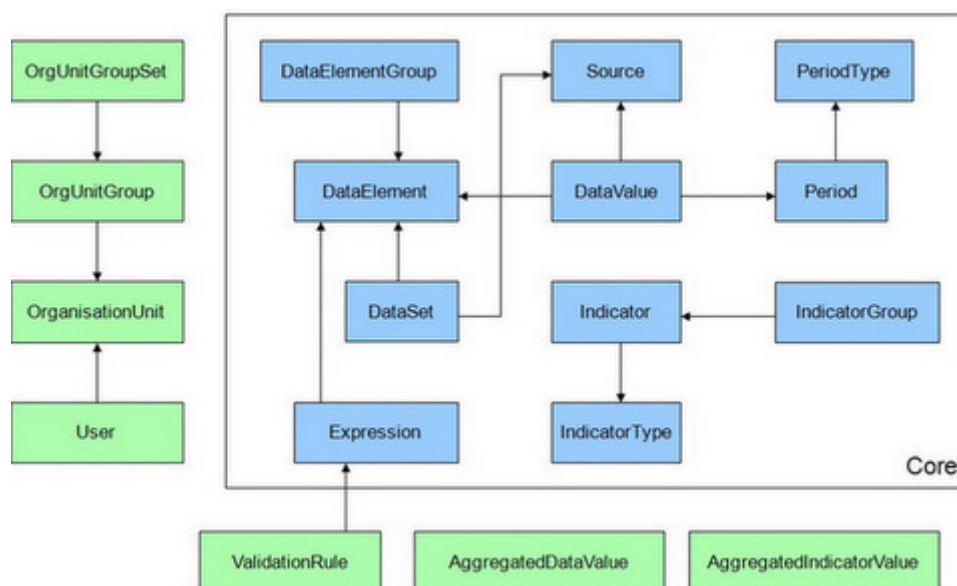 OrgUnitGroupSet
DataElementGroup
Source
PeriodType
OrgUnitGroup
DataElement
DataValue
Period
OrganisationUnit
DataSet
Indicator
IndicatorGroup
User
Expression
IndicatorType
Core
ValidationRule
AggregatedDataValue
AggregatedIndicatorValue